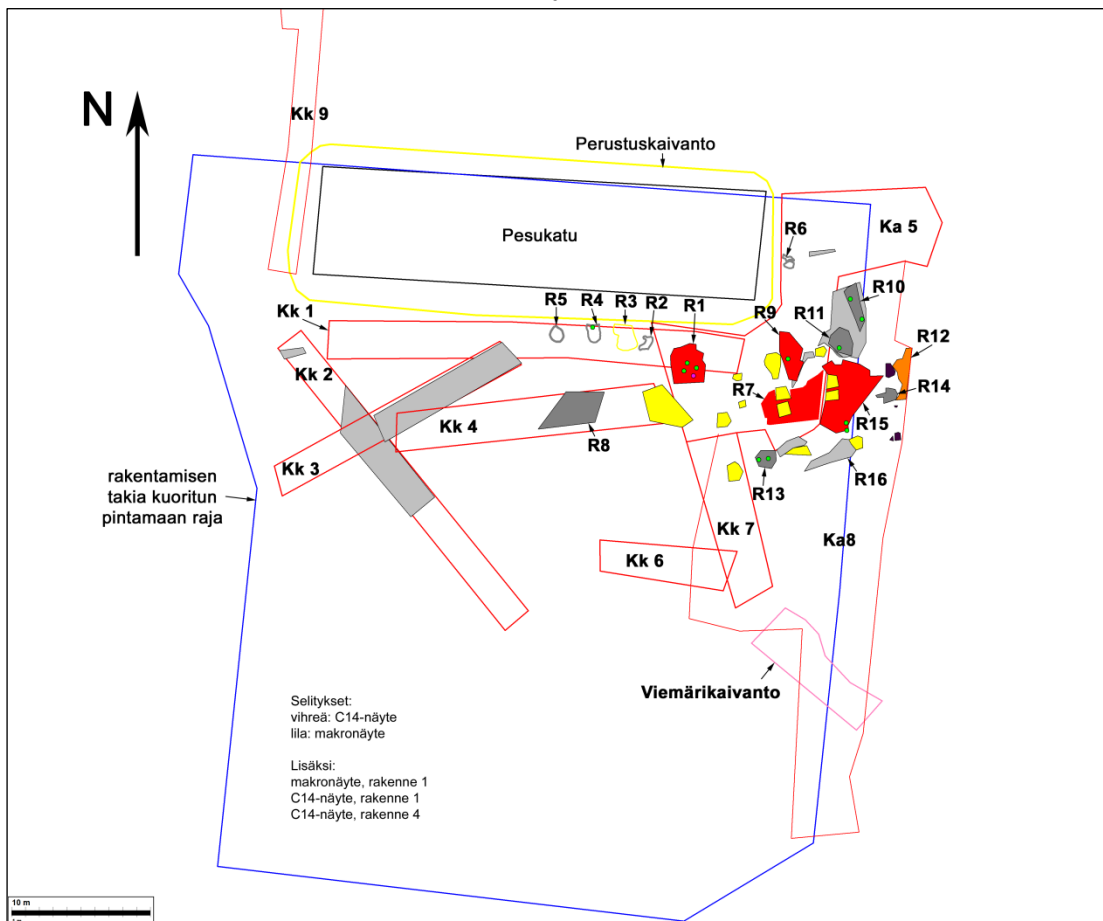 N
Kk 9
Perustuskaivanto
Pesukatu
Ka 5
R6
Kk 1
R5
R4
R3
R2
R1
R9
R11
R10
R12
Kk 2
R7
R14
R15
Kk 4
R8
Kk 3
R13
R16
rakentamisen
takia kuoritun
pintamaan raja
Kk 7
Ka8
Kk 6
Viemärikaivanto
Selitykset:
vihreä: C14-näyte
lila: makronäyte
Lisäksi:
makronäyte, rakenne 1
C14-näyte, rakenne 1
C14-näyte, rakenne 4
10 m